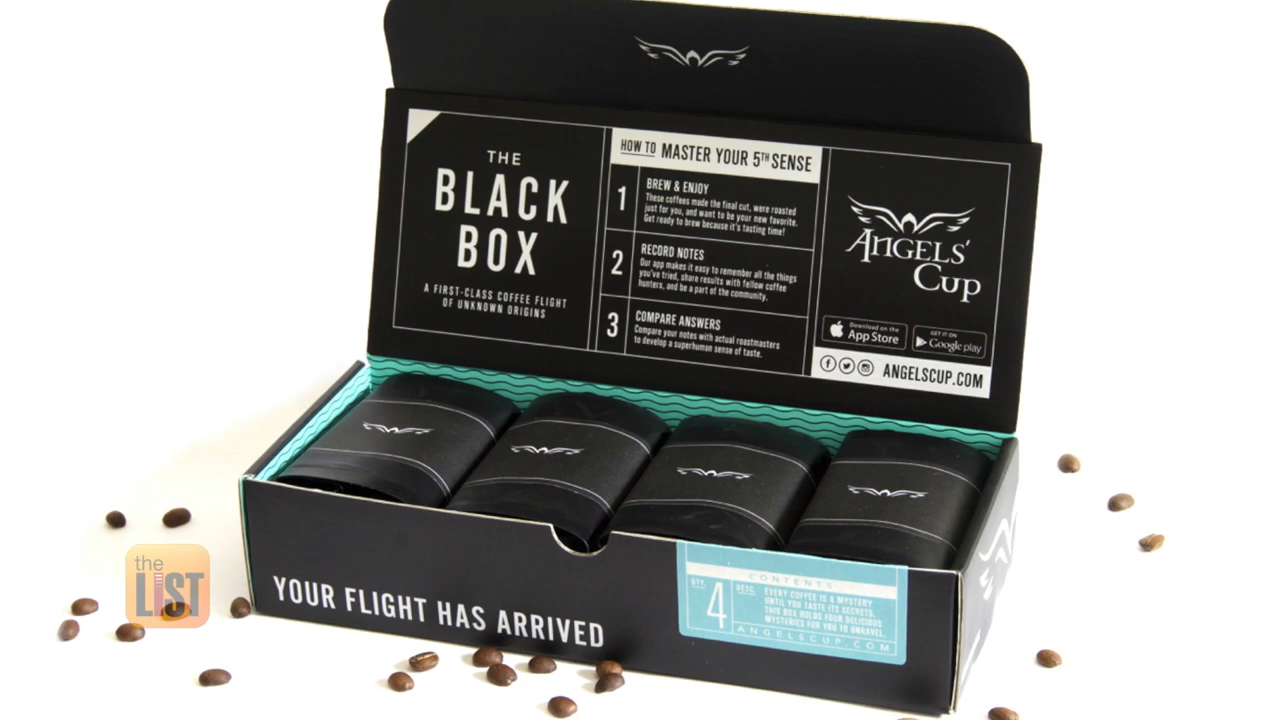 THE
BLACK
BOX
A FIRST-CLASS COFFEE FLIGHT
OF UNKNOWN ORIGINS
HOW TO MASTER YOUR 5TH SENSE
1
BREW & ENJOY
These coffees made the final cut, were roasted
just for you, and want to be your new favorite.
Get ready to brew because it's tasting time!
2
RECORD NOTES
Our app makes it easy to remember all the things
you've tried, share results with fellow coffee
hunters, and be a part of the community.
3
COMPARE ANSWERS
Compare your notes with actual roastmasters
to develop a superhuman sense of taste.
ANGELS'
Cup
Download on the
App Store
GET IT ON
Google play
ANGELSCUP.COM
YOUR FLIGHT HAS ARRIVED
CONTENTS
QTY.
4
DESC.
EVERY COFFEE IS A MYSTERY
UNTIL YOU TASTE ITS SECRETS.
THIS BOX HOLDS FOUR DELICIOUS
MYSTERIES FOR YOU TO UNRAVEL.
ANGELSCUP.COM
the
LIST